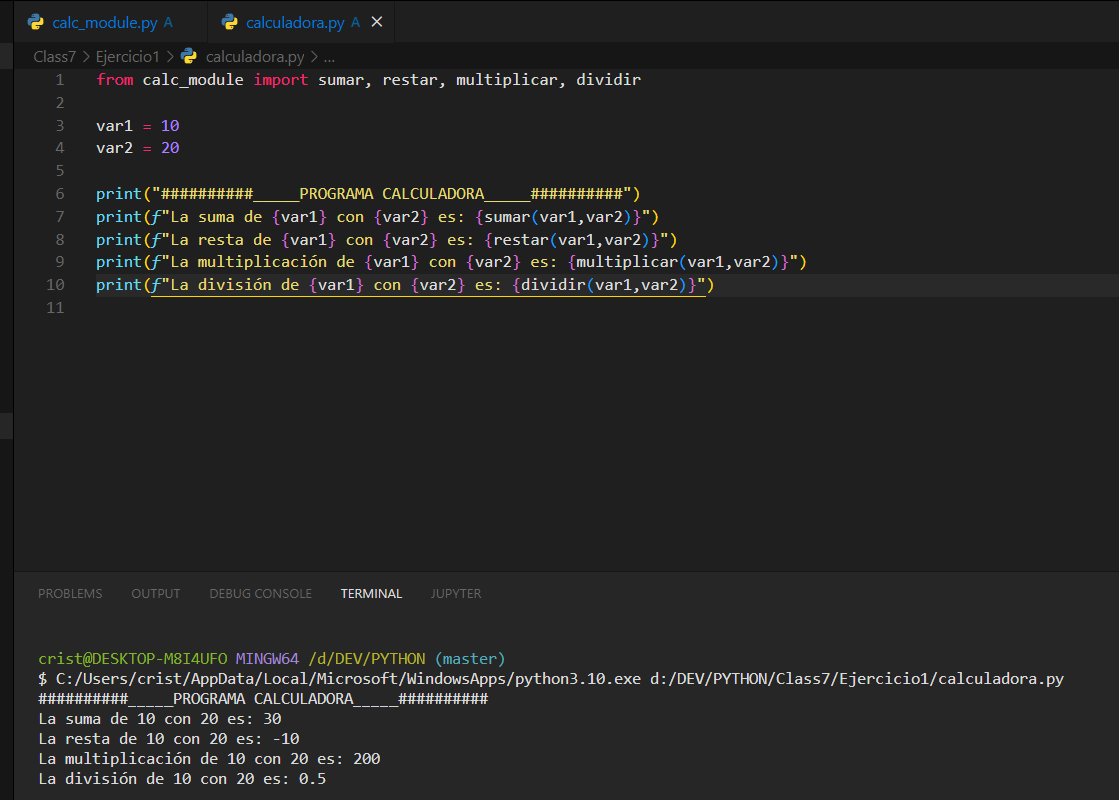 calc_module.py A calculadora.py A
Class7 > Ejercicio1 > calculadora.py > ...
1 from calc_module import sumar, restar, multiplicar, dividir
2
3 var1 = 10
4 var2 = 20
5
6 print("##########_____PROGRAMA CALCULADORA_____##########")
7 print(f"La suma de {var1} con {var2} es: {sumar(var1,var2)}")
8 print(f"La resta de {var1} con {var2} es: {restar(var1,var2)}")
9 print(f"La multiplicación de {var1} con {var2} es: {multiplicar(var1,var2)}")
10 print(f"La división de {var1} con {var2} es: {dividir(var1,var2)}")
11
PROBLEMS OUTPUT DEBUG CONSOLE TERMINAL JUPYTER
crist@DESKTOP-M8I4UFO MINGW64 /d/DEV/PYTHON (master)
$ C:/Users/crist/AppData/Local/Microsoft/WindowsApps/python3.10.exe d:/DEV/PYTHON/Class7/Ejercicio1/calculadora.py
##########_____PROGRAMA CALCULADORA_____##########
La suma de 10 con 20 es: 30
La resta de 10 con 20 es: -10
La multiplicación de 10 con 20 es: 200
La división de 10 con 20 es: 0.5